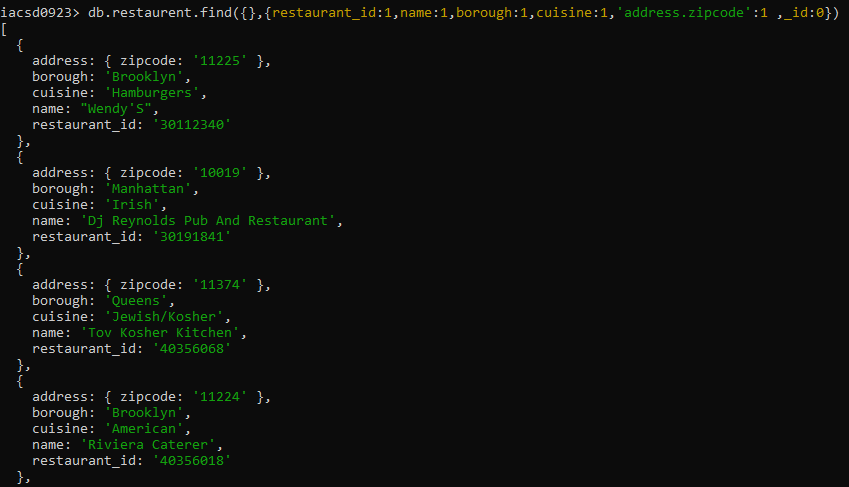 iacsd0923> db.restaurent.find({},{restaurant_id:1,name:1,borough:1,cuisine:1,'address.zipcode':1 ,_id:0})
[
  {
    address: { zipcode: '11225' },
    borough: 'Brooklyn',
    cuisine: 'Hamburgers',
    name: "Wendy'S",
    restaurant_id: '30112340'
  },
  {
    address: { zipcode: '10019' },
    borough: 'Manhattan',
    cuisine: 'Irish',
    name: 'Dj Reynolds Pub And Restaurant',
    restaurant_id: '30191841'
  },
  {
    address: { zipcode: '11374' },
    borough: 'Queens',
    cuisine: 'Jewish/Kosher',
    name: 'Tov Kosher Kitchen',
    restaurant_id: '40356068'
  },
  {
    address: { zipcode: '11224' },
    borough: 'Brooklyn',
    cuisine: 'American',
    name: 'Riviera Caterer',
    restaurant_id: '40356018'
  },